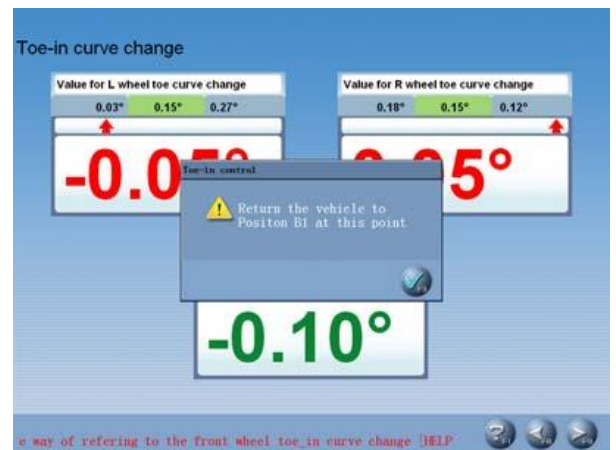 Toe-in curve change
Value for L wheel toe curve change
0.03° 0.15° 0.27°
Value for R wheel toe curve change
0.18° 0.15° 0.12°
Toe-in control
Return the vehicle to
Positon B1 at this point
-0.10°
e way of refering to the front wheel toe_in curve change [HELP